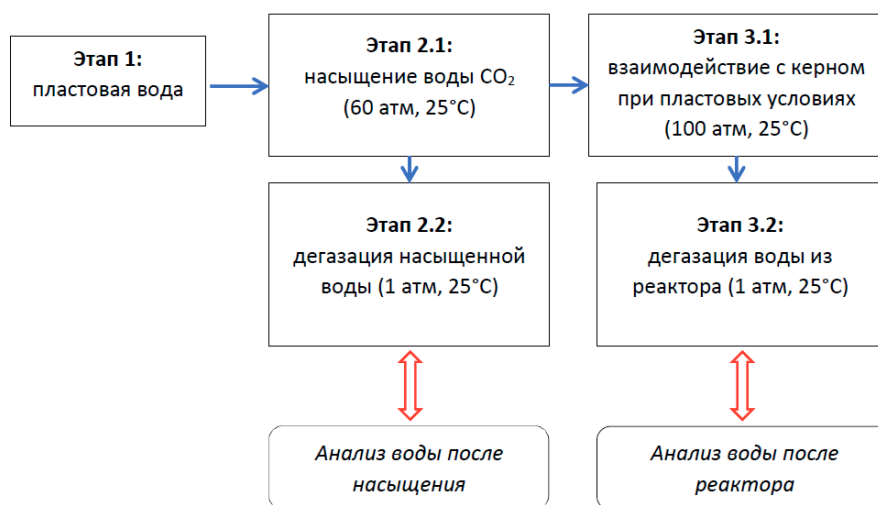 Этап 1:
пластовая вода
Этап 2.1:
насыщение воды CO₂
(60 атм, 25°C)
Этап 3.1:
взаимодействие с керном
при пластовых условиях
(100 атм, 25°C)
Этап 2.2:
дегазация насыщенной
воды (1 атм, 25°C)
Этап 3.2:
дегазация воды из
реактора (1 атм, 25°C)
Анализ воды после
насыщения
Анализ воды после
реактора